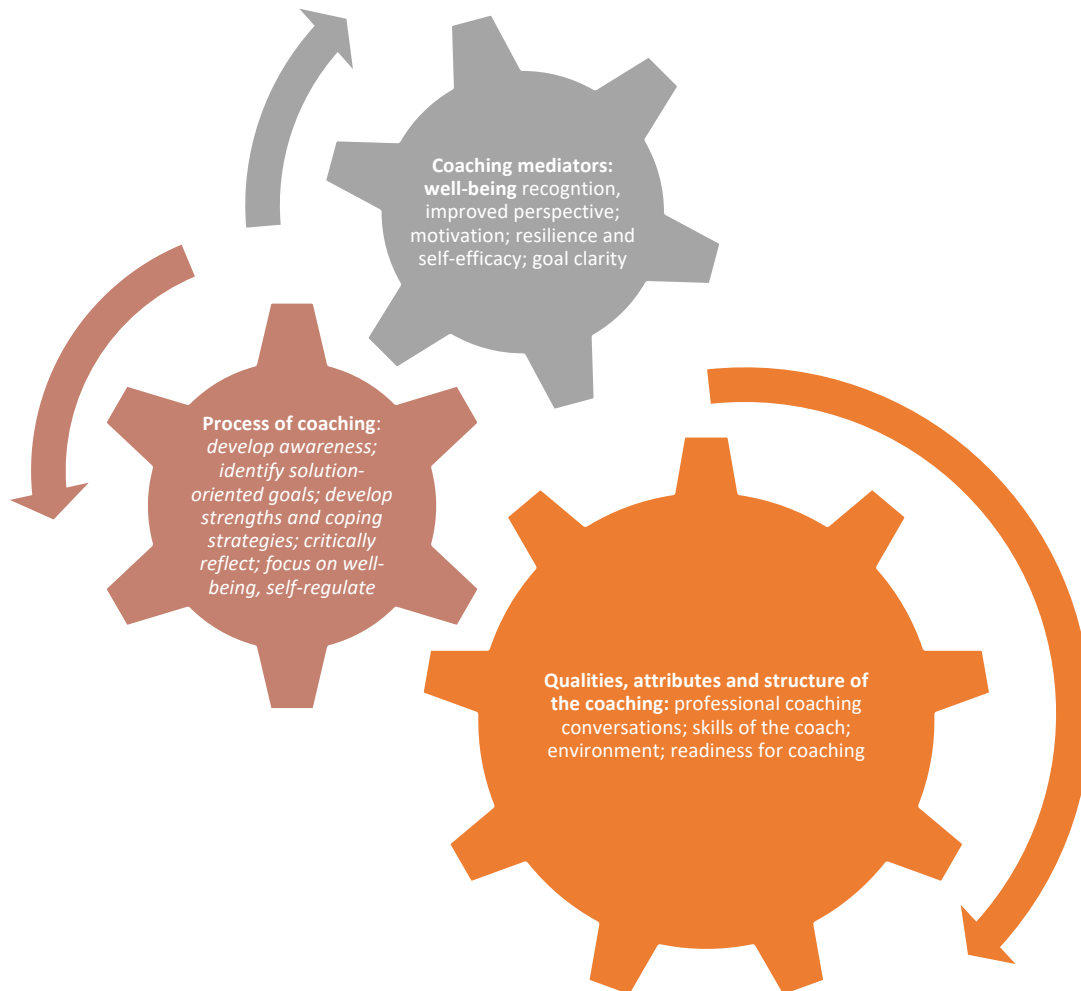 Coaching mediators:
well-being recogntion,
improved perspective;
motivation; resilience and
self-efficacy; goal clarity
Process of coaching:
develop awareness;
identify solution-
oriented goals; develop
strengths and coping
strategies; critically
reflect; focus on well-
being, self-regulate
Qualities, attributes and structure of
the coaching: professional coaching
conversations; skills of the coach;
environment; readiness for coaching